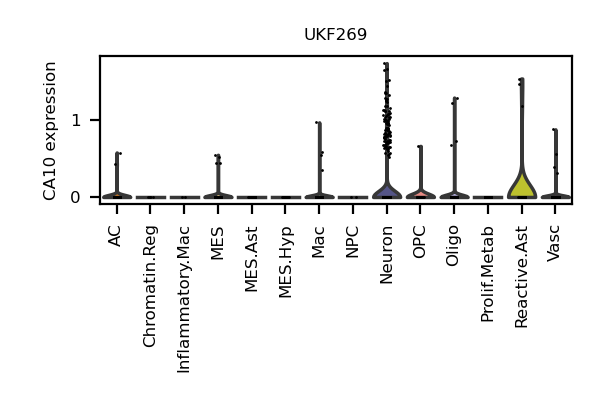 UKF269
CA10 expression
1
0
AC
Chromatin.Reg
Inflammatory.Mac
MES
MES.Ast
MES.Hyp
Mac
NPC
Neuron
OPC
Oligo
Prolif.Metab
Reactive.Ast
Vasc